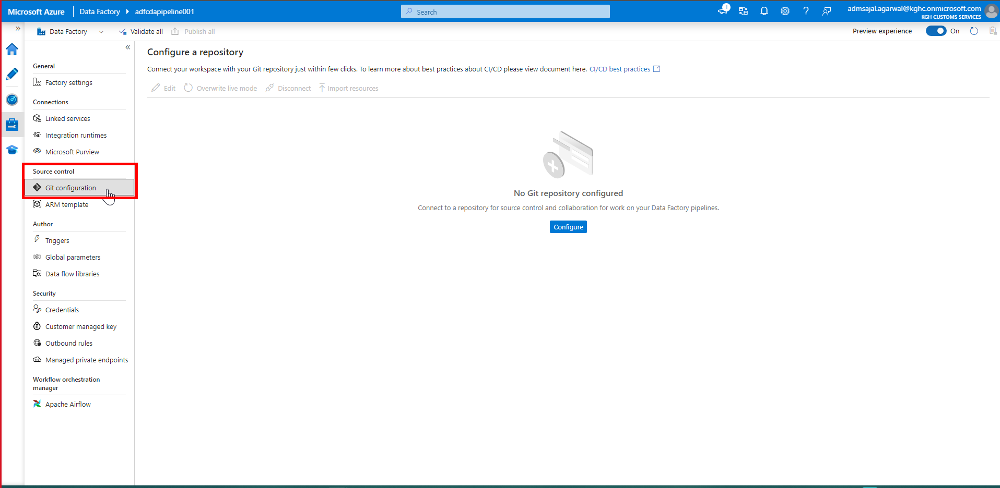 Microsoft Azure
Data Factory
adfcdapipeline001
Search
1
admsajal.agarwal@kghc.onmicrosoft.com
KGH CUSTOMS SERVICES
Data Factory
Validate all
Publish all
Preview experience
On
General
Factory settings
Connections
Linked services
Integration runtimes
Microsoft Purview
Source control
Git configuration
ARM template
Author
Triggers
Global parameters
Data flow libraries
Security
Credentials
Customer managed key
Outbound rules
Managed private endpoints
Workflow orchestration
manager
Apache Airflow
Configure a repository
Connect your workspace with your Git repository just within few clicks. To learn more about best practices about CI/CD please view document here. CI/CD best practices
Edit
Overwrite live mode
Disconnect
Import resources
No Git repository configured
Connect to a repository for source control and collaboration for work on your Data Factory pipelines.
Configure